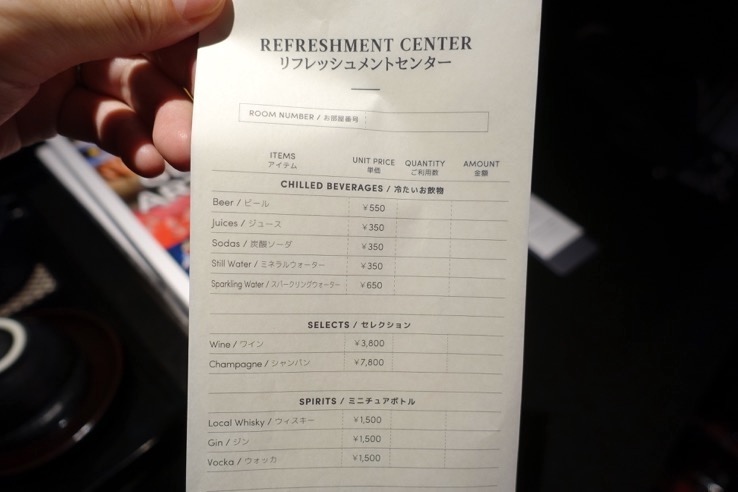 REFRESHMENT CENTER
リフレッシュメントセンター
ROOM NUMBER / お部屋番号
ITEMS UNIT PRICE QUANTITY AMOUNT
アイテム 単価 ご利用数 金額
CHILLED BEVERAGES / 冷たいお飲物
Beer / ビール ¥550
Juices / ジュース ¥350
Sodas / 炭酸ソーダ ¥350
Still Water / ミネラルウォーター ¥350
Sparkling Water / スパークリングウォーター ¥650
SELECTS / セレクション
Wine / ワイン ¥3,800
Champagne / シャンパン ¥7,800
SPIRITS / ミニチュアボトル
Local Whisky / ウィスキー ¥1,500
Gin / ジン ¥1,500
Vocka / ウォッカ ¥1,500